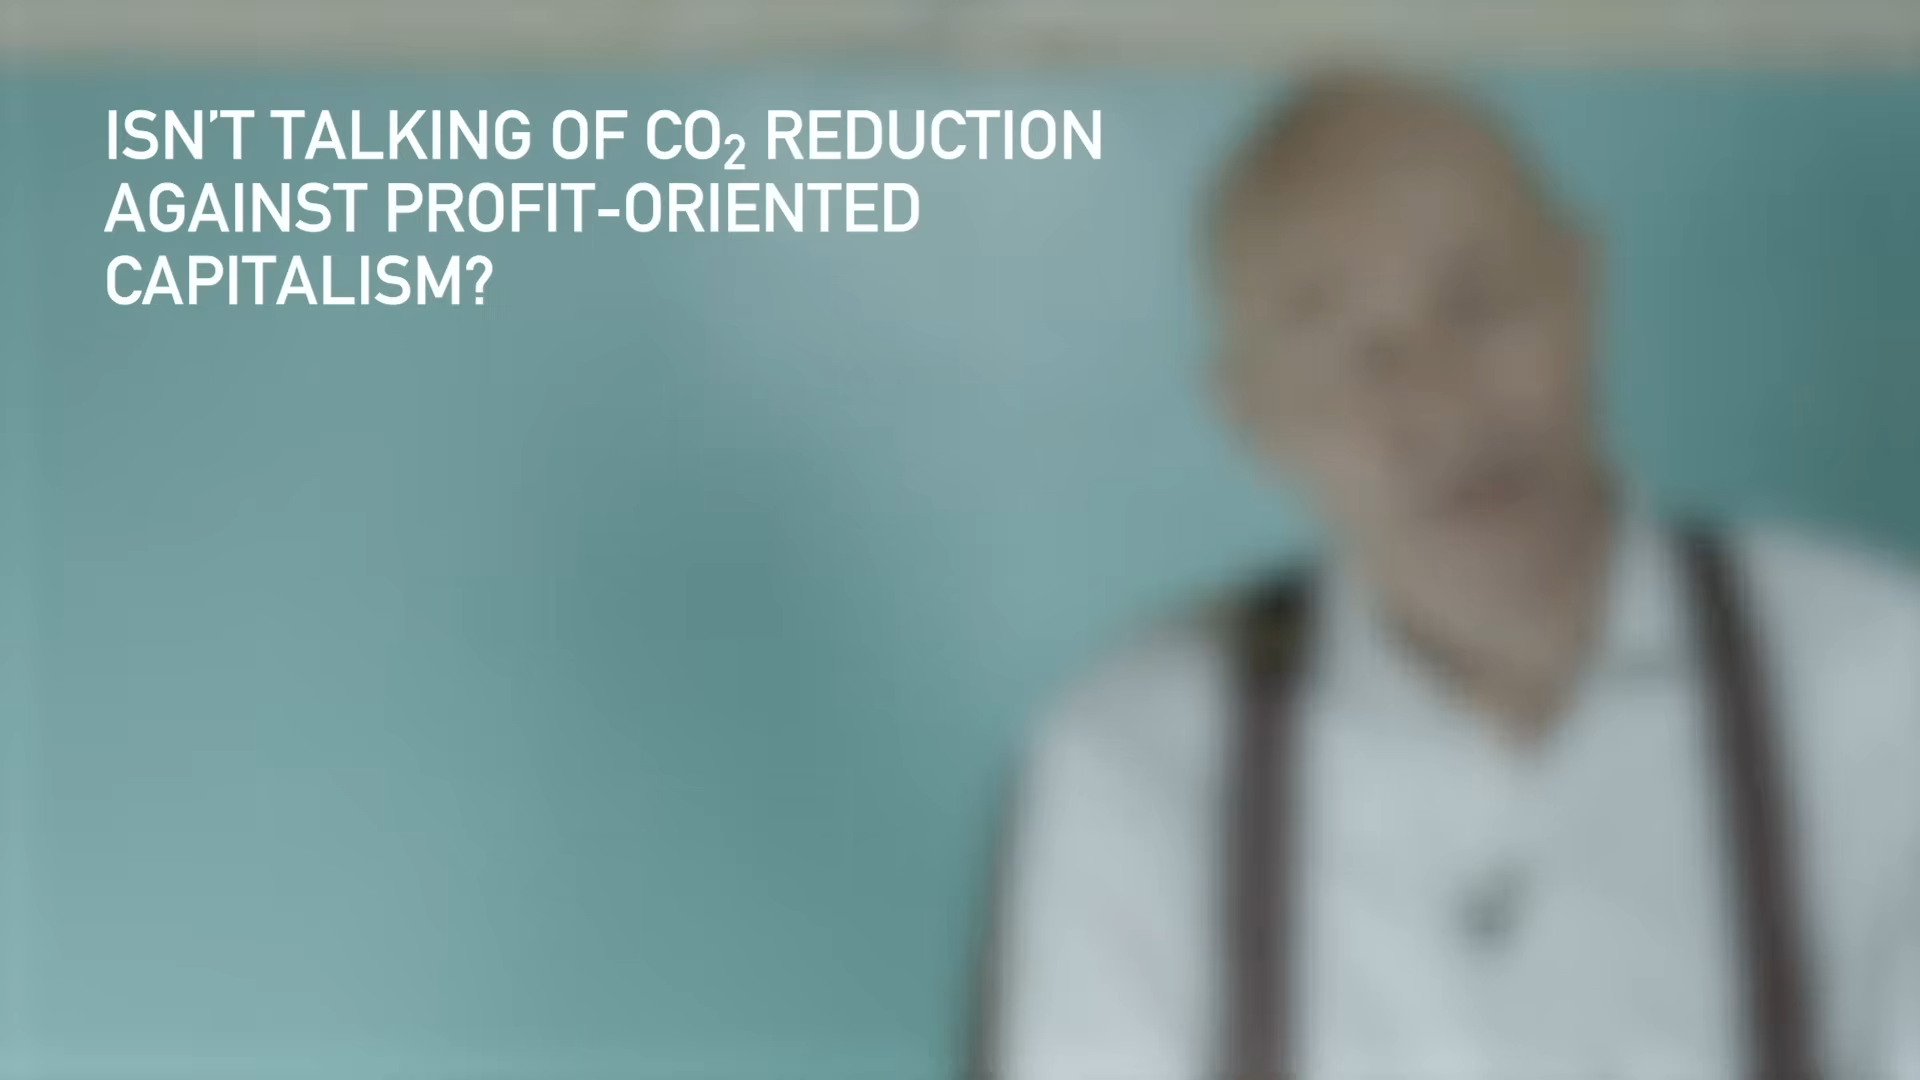 ISN'T TALKING OF CO₂ REDUCTION
AGAINST PROFIT-ORIENTED
CAPITALISM?